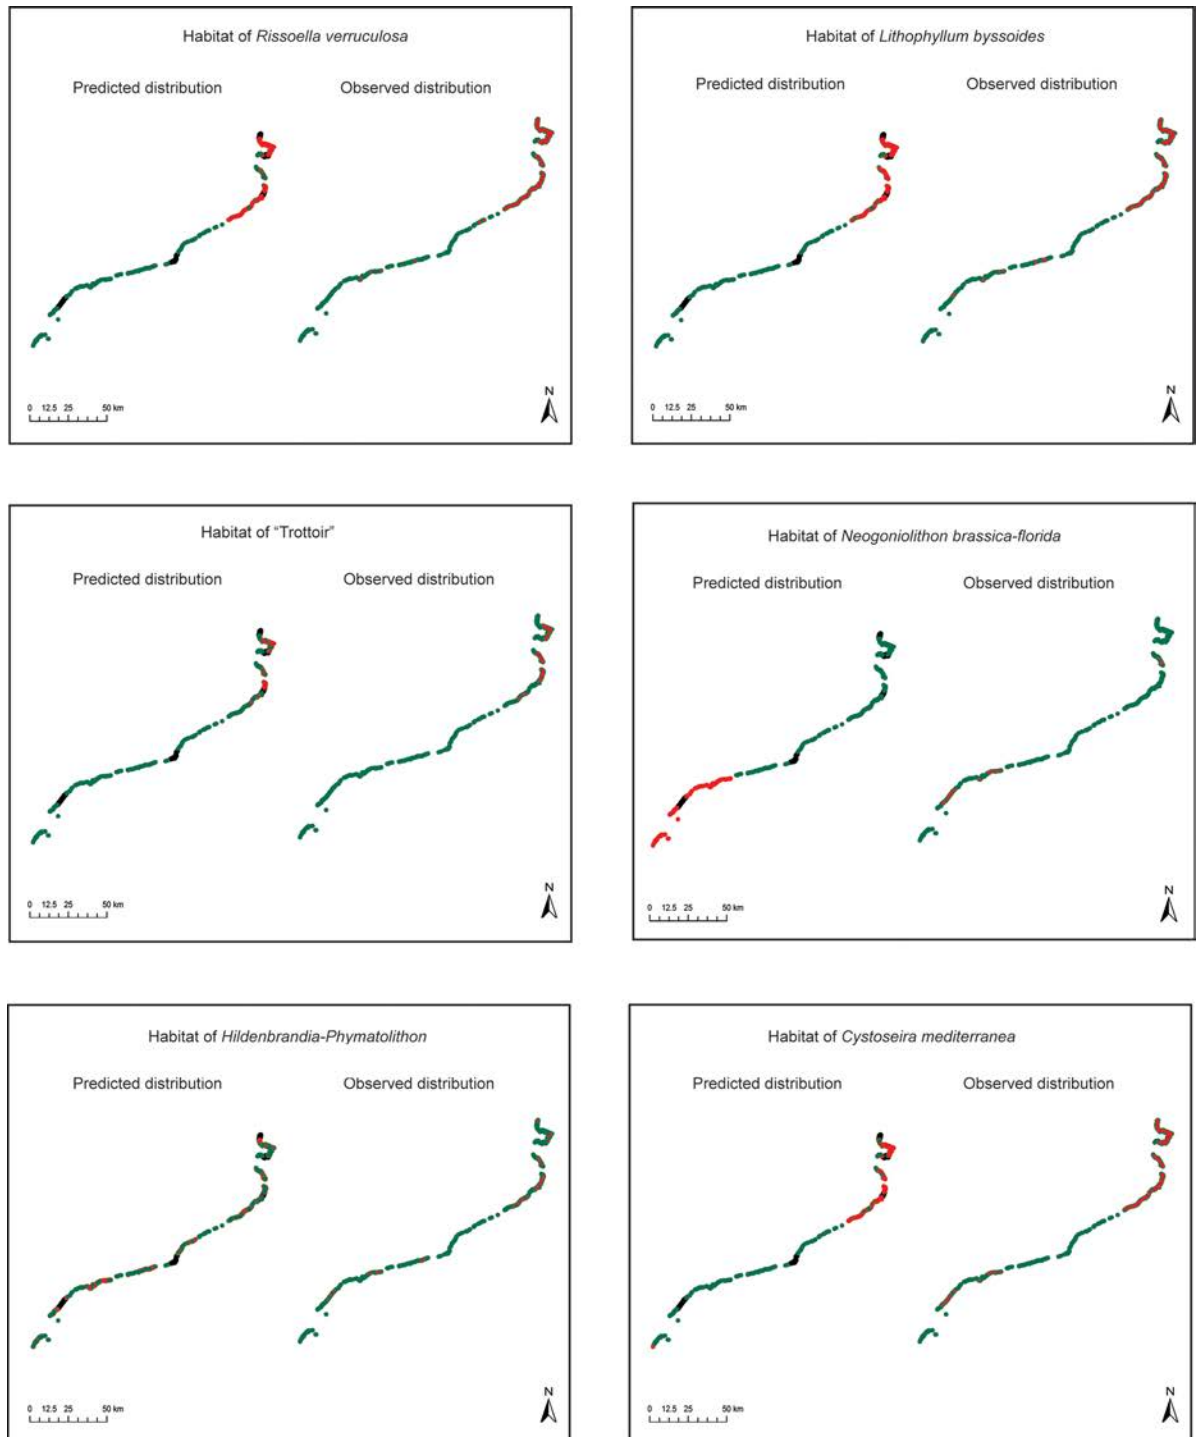 Habitat of Rissoella verruculosa
Predicted distribution Observed distribution
N
0 12.5 25 50 km
Habitat of Lithophyllum byssoides
Predicted distribution Observed distribution
N
0 12.5 25 50 km
Habitat of “Trottoir”
Predicted distribution Observed distribution
N
0 12.5 25 50 km
Habitat of Neogoniolithon brassica-florida
Predicted distribution Observed distribution
N
0 12.5 25 50 km
Habitat of Hildenbrandia-Phymatolithon
Predicted distribution Observed distribution
N
0 12.5 25 50 km
Habitat of Cystoseira mediterranea
Predicted distribution Observed distribution
N
0 12.5 25 50 km